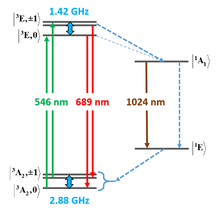 1.42 GHz
|³E,±1⟩
|³E,0⟩
|¹A₁⟩
546 nm
689 nm
1024 nm
|¹E⟩
|³A₂,±1⟩
|³A₂,0⟩
2.88 GHz